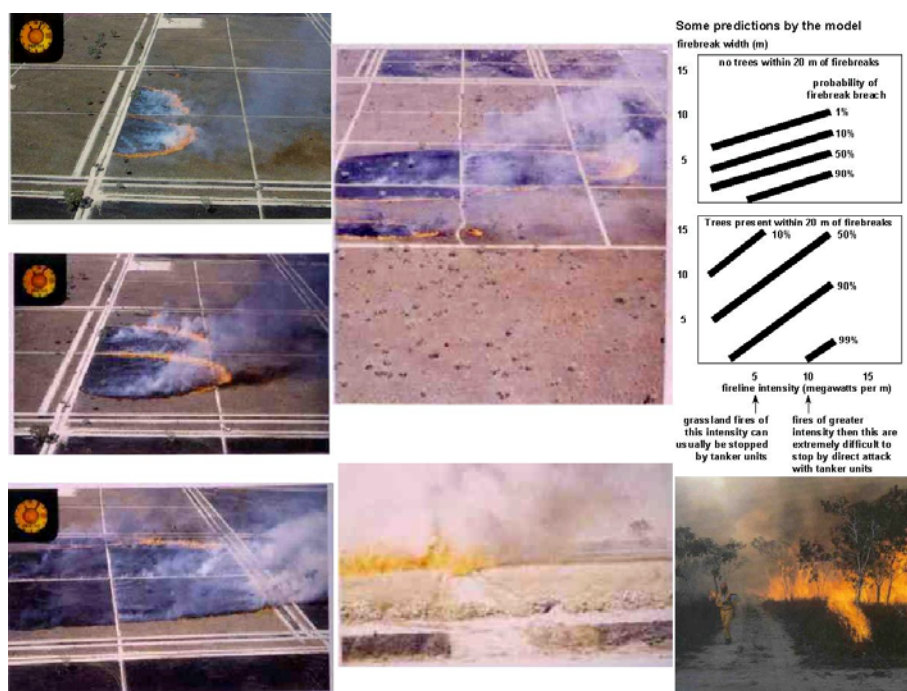 Some predictions by the model
firebreak width (m)
no trees within 20 m of firebreaks
15
probability of
firebreak breach
1%
10
10%
50%
5
90%
Trees present within 20 m of firebreaks
15
10%
50%
10
90%
5
99%
5
10
15
fireline intensity (megawatts per m)
grassland fires of
this intensity can
usually be stopped
by tanker units
fires of greater
intensity then this are
extremely difficult to
stop by direct attack
with tanker units